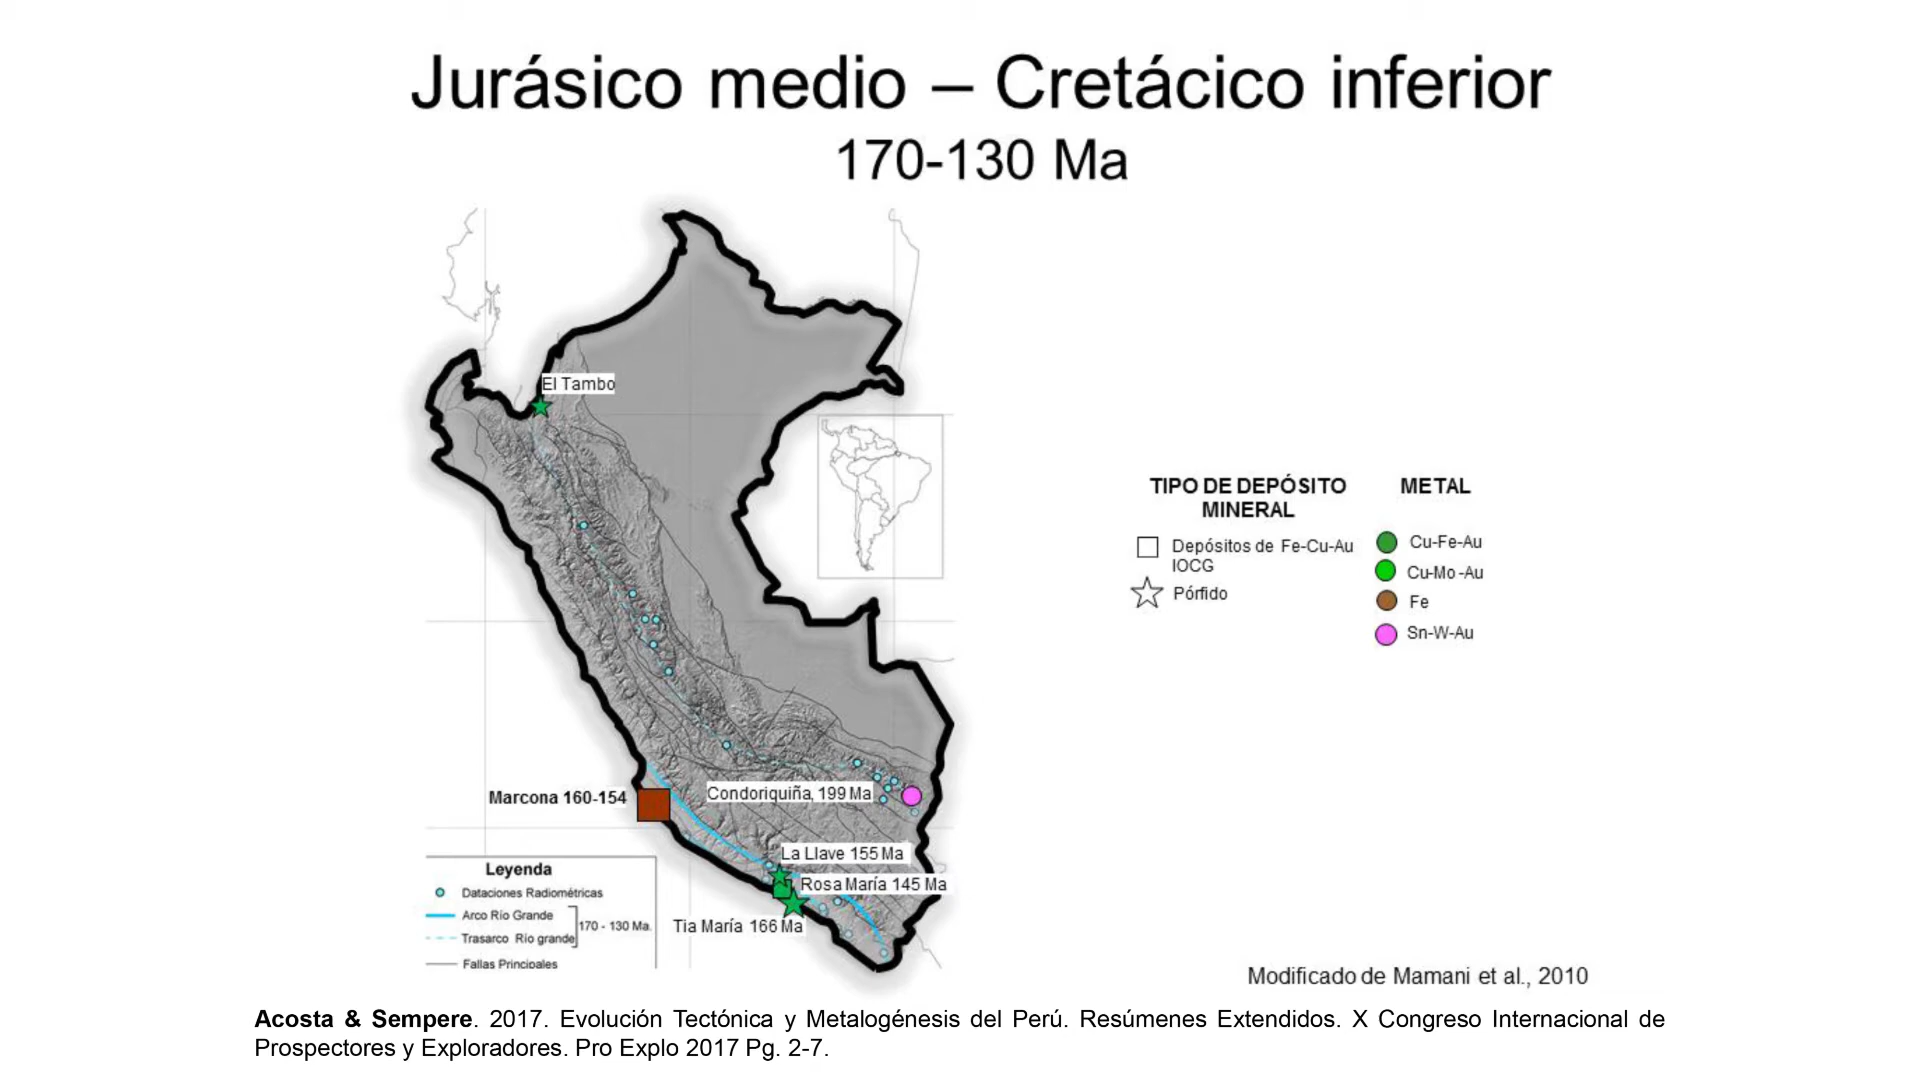 Jurásico medio – Cretácico inferior
170-130 Ma
El Tambo
Marcona 160-154
Condoriquiña, 199 Ma
La Llave 155 Ma
Rosa María 145 Ma
Tia María 166 Ma
Leyenda
Dataciones Radiométricas
Arco Río Grande
Trasarco Río grande
170 - 130 Ma.
Fallas Principales
TIPO DE DEPÓSITO
MINERAL
Depósitos de Fe-Cu-Au
IOCG
Pórfido
METAL
Cu-Fe-Au
Cu-Mo-Au
Fe
Sn-W-Au
Modificado de Mamani et al., 2010
Acosta & Sempere. 2017. Evolución Tectónica y Metalogénesis del Perú. Resúmenes Extendidos. X Congreso Internacional de
Prospectores y Exploradores. Pro Explo 2017 Pg. 2-7.